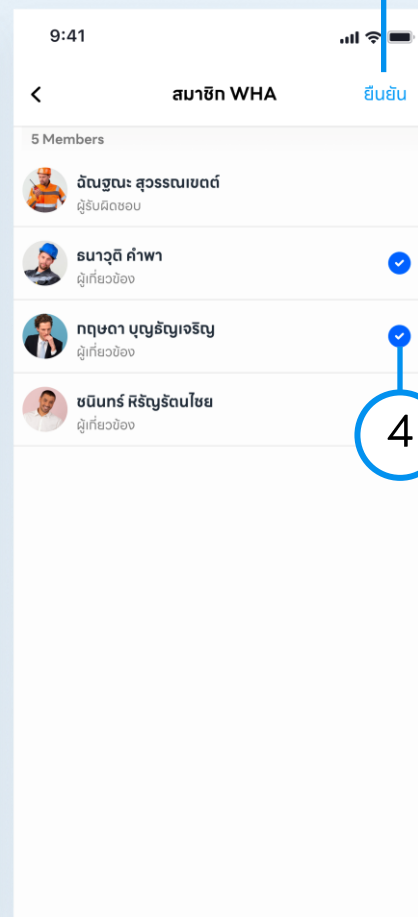 9:41
สมาชิก WHA
ยืนยัน
5 Members
ฉัณฐณะ สุวรรณเขตต์
ผู้รับผิดชอบ
ธนาวุติ คำพา
ผู้เกี่ยวข้อง
กฤษดา บุญธัญเจริญ
ผู้เกี่ยวข้อง
ชนินทร์ หิรัญรัตนไชย
ผู้เกี่ยวข้อง
4